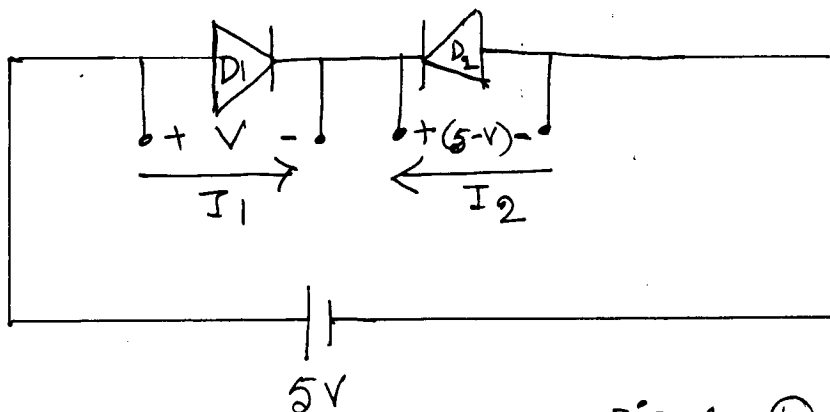 D1 D2
+ V - +(5-V)-
I1 I2
5V